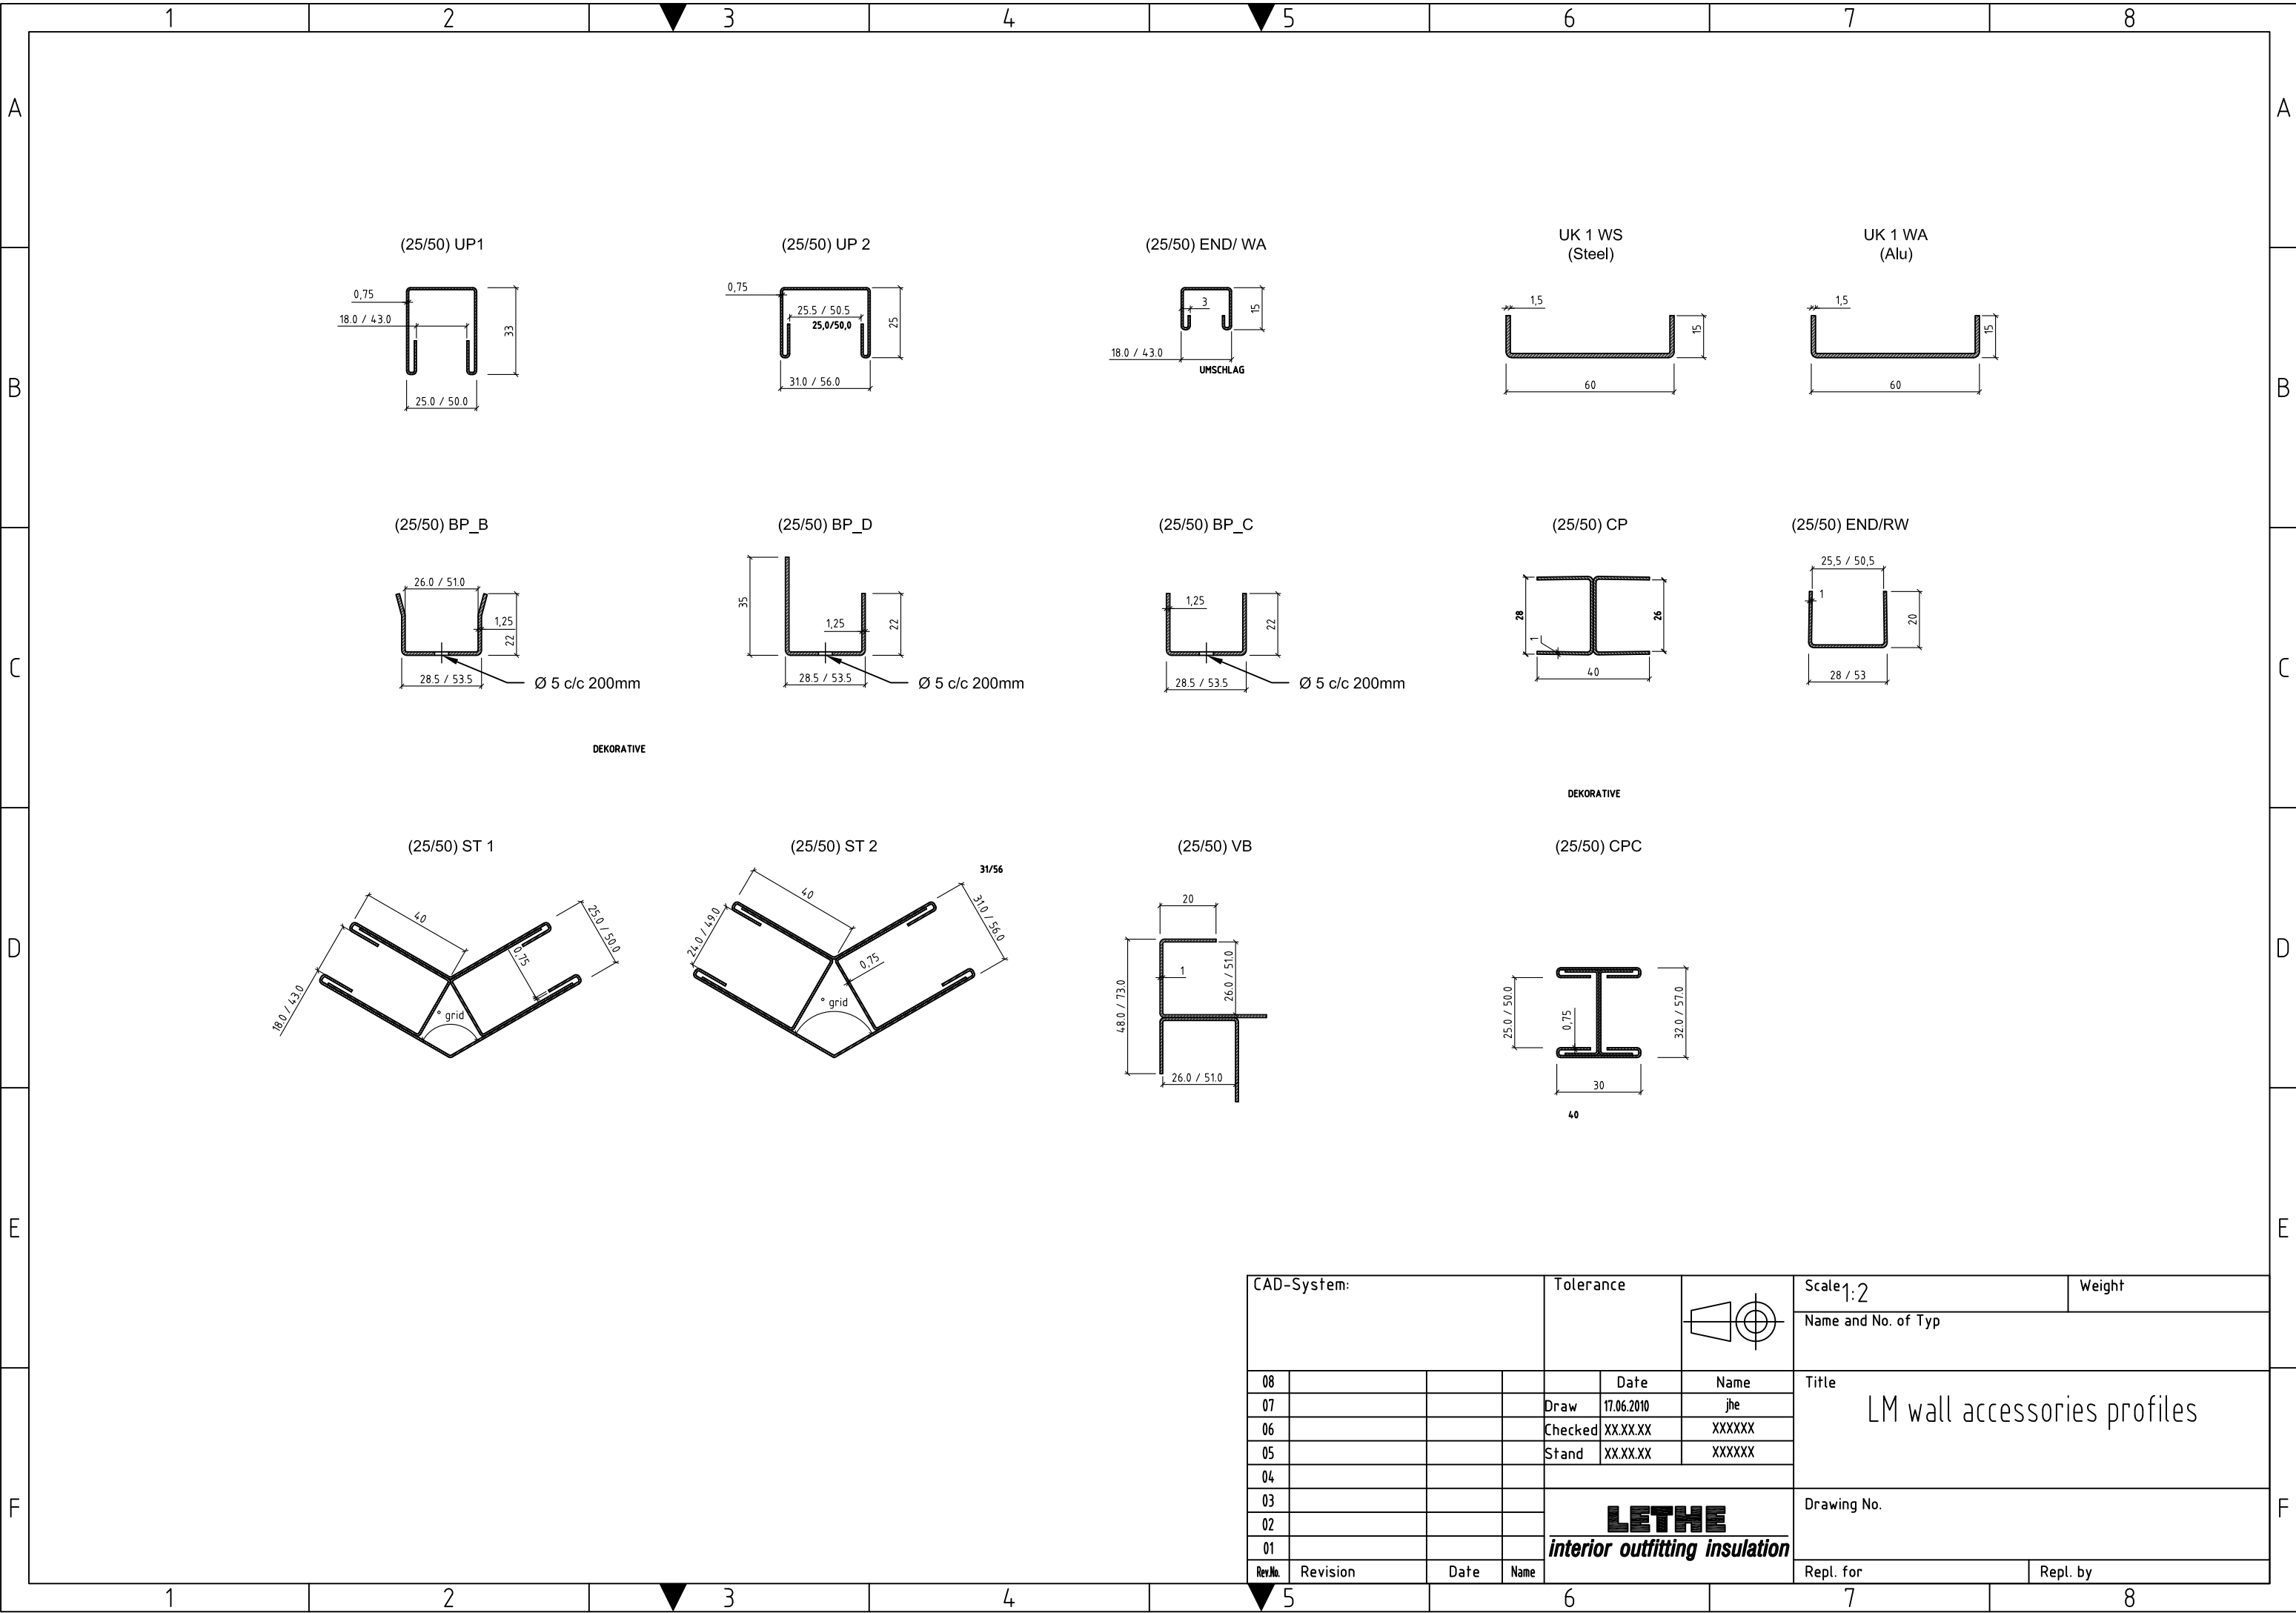 1 2 3 4 5 6 7 8
A A
B B
C C
D D
E E
F F
(25/50) UP1
0,75
18.0 / 43.0
33
25.0 / 50.0
(25/50) UP 2
0,75
25.5 / 50.5
25,0/50,0
25
31.0 / 56.0
(25/50) END/ WA
3
15
18.0 / 43.0
UMSCHLAG
UK 1 WS
(Steel)
1,5
15
60
UK 1 WA
(Alu)
1,5
15
60
(25/50) BP_B
26.0 / 51.0
1,25
22
28.5 / 53.5
Ø 5 c/c 200mm
(25/50) BP_D
35
1,25
22
28.5 / 53.5
Ø 5 c/c 200mm
(25/50) BP_C
1,25
22
28.5 / 53.5
Ø 5 c/c 200mm
(25/50) CP
28
26
1
40
(25/50) END/RW
25,5 / 50,5
1
20
28 / 53
DEKORATIVE
DEKORATIVE
(25/50) ST 1
40
25.0 / 50.0
0,75
18.0 / 43.0
° grid
(25/50) ST 2
31/56
40
24.0 / 49.0
31.0 / 56.0
0,75
° grid
(25/50) VB
20
1
26.0 / 51.0
48.0 / 73.0
26.0 / 51.0
(25/50) CPC
25.0 / 50.0
0,75
32.0 / 57.0
30
40
CAD-System:
Tolerance
Scale 1:2
Weight
Name and No. of Typ
08
07
06
05
04
03
02
01
Rev.No. Revision Date Name
Date Name
Draw 17.06.2010 jhe
Checked XX.XX.XX XXXXXX
Stand XX.XX.XX XXXXXX
LETHE
interior outfitting insulation
Title
LM wall accessories profiles
Drawing No.
Repl. for
Repl. by
1 2 3 4 5 6 7 8